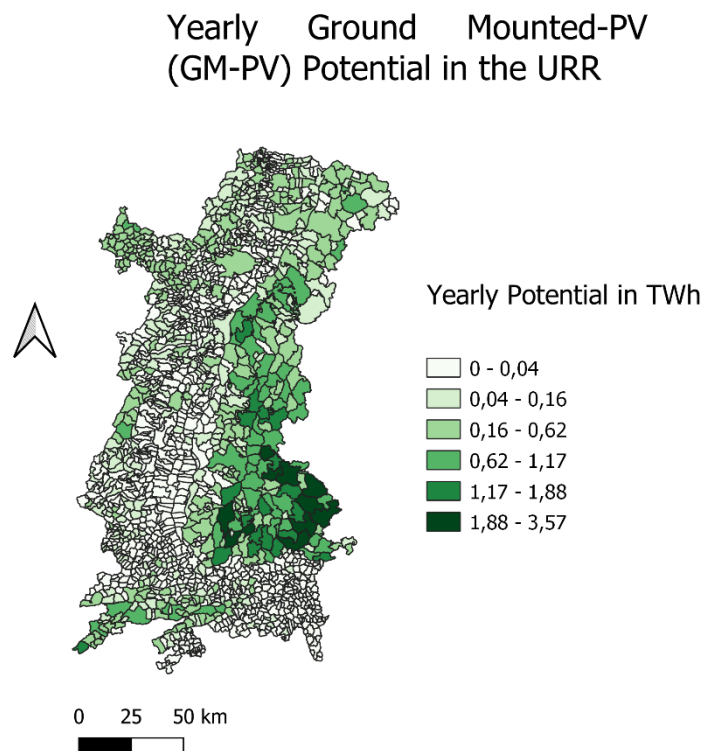 Yearly Ground Mounted-PV
(GM-PV) Potential in the URR
Yearly Potential in TWh
0 - 0,04
0,04 - 0,16
0,16 - 0,62
0,62 - 1,17
1,17 - 1,88
1,88 - 3,57
0 25 50 km